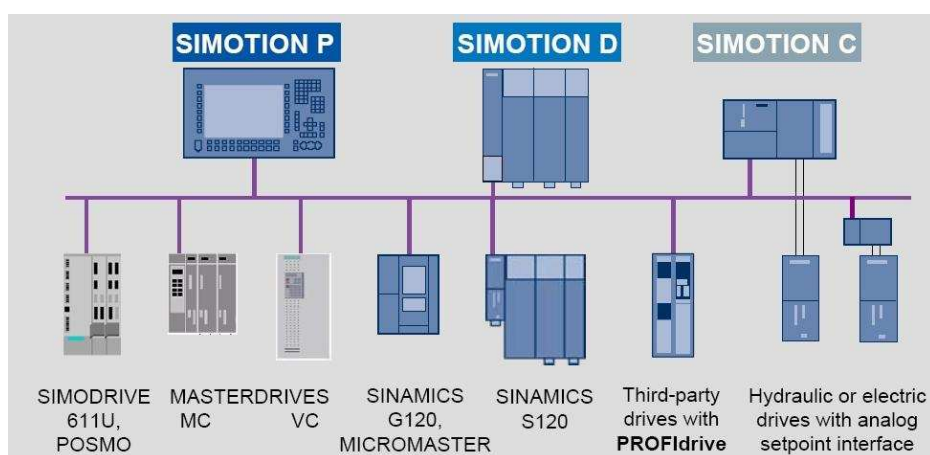 SIMOTION P
SIMOTION D
SIMOTION C
SIMODRIVE
611U,
POSMO
MASTERDRIVES
MC VC
SINAMICS
G120,
MICROMASTER
SINAMICS
S120
Third-party
drives with
PROFIdrive
Hydraulic or electric
drives with analog
setpoint interface